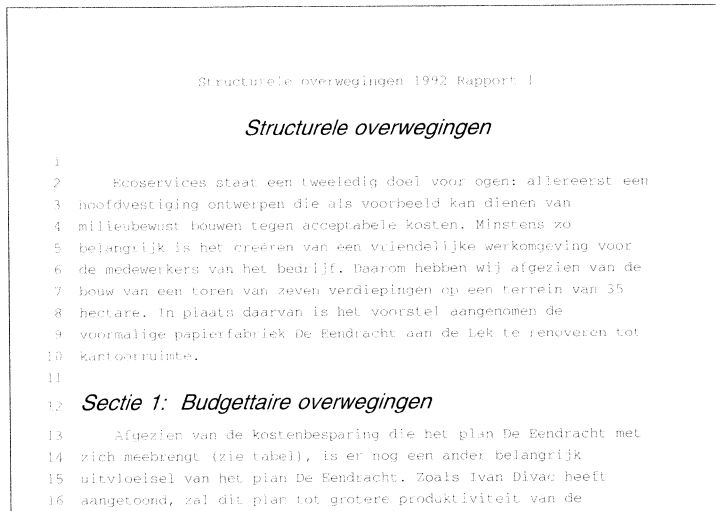 Structurele overwegingen 1992 Rapport 1
Structurele overwegingen
1
2 Ecoservices staat een tweeledig doel voor ogen: allereerst een
3 hoofdvestiging ontwerpen die als voorbeeld kan dienen van
4 milieubewust bouwen tegen acceptabele kosten. Minstens zo
5 belangrijk is het creëren van een vriendelijke werkomgeving voor
6 de medewerkers van het bedrijf. Daarom hebben wij afgezien van de
7 bouw van een toren van zeven verdiepingen op een terrein van 35
8 hectare. In plaats daarvan is het voorstel aangenomen de
9 voormalige papierfabriek De Eendracht aan de Lek te renoveren tot
10 kantoorruimte.
11
12 Sectie 1: Budgettaire overwegingen
13 Afgezien van de kostenbesparing die het plan De Eendracht met
14 zich meebrengt (zie tabel), is er nog een ander belangrijk
15 uitvloeisel van het plan De Eendracht. Zoals Ivan Divac heeft
16 aangetoond, zal dit plan tot grotere produktiviteit van de